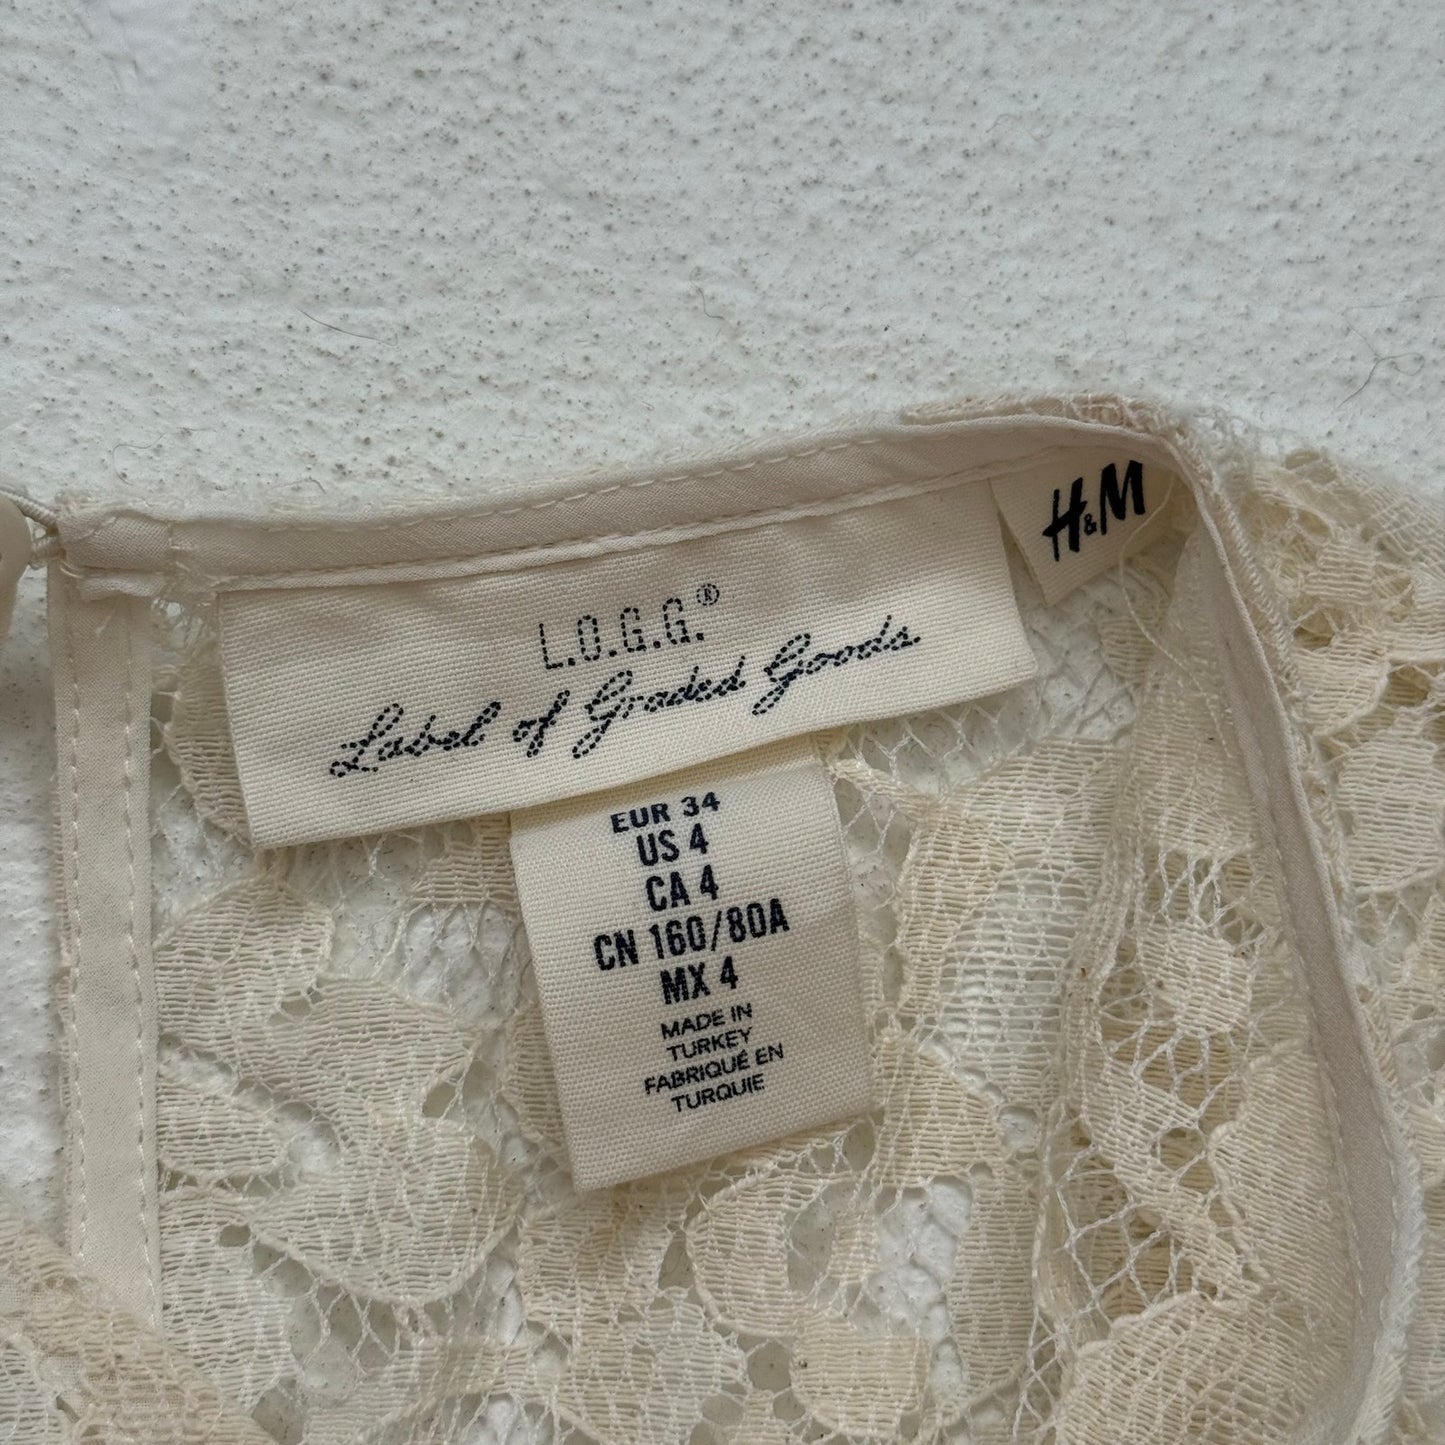 H&M
L.O.G.G.®
Label of Graded Goods
EUR 34
US 4
CA 4
CN 160/80A
MX 4
MADE IN
TURKEY
FABRIQUÉ EN
TURQUIE